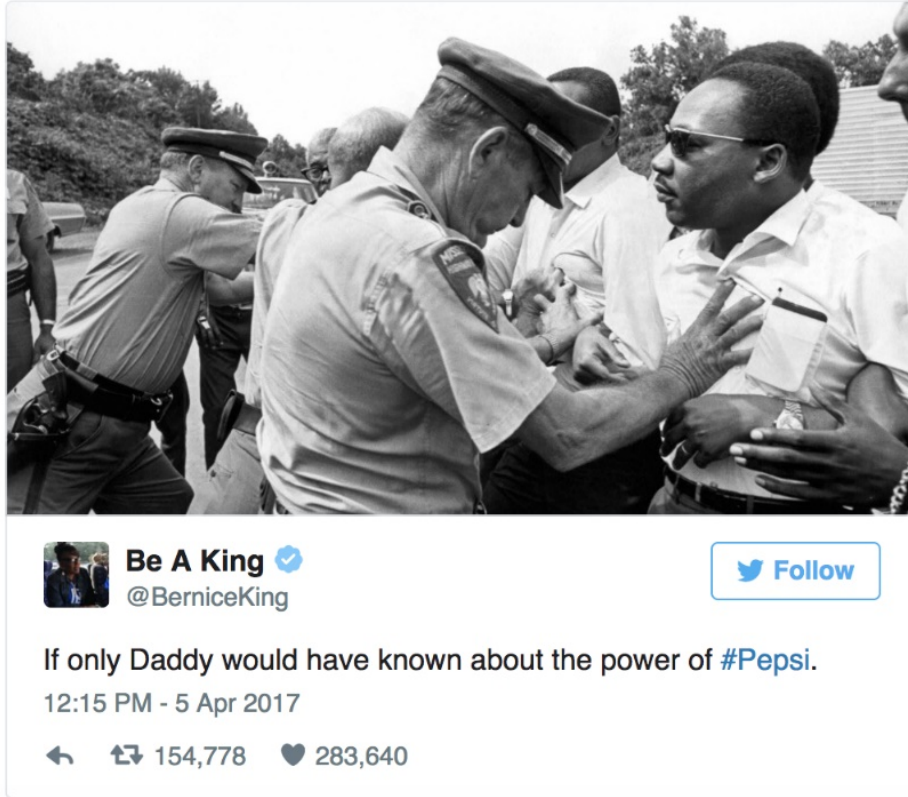 Be A King
@BerniceKing
Follow
If only Daddy would have known about the power of #Pepsi.
12:15 PM - 5 Apr 2017
154,778 283,640